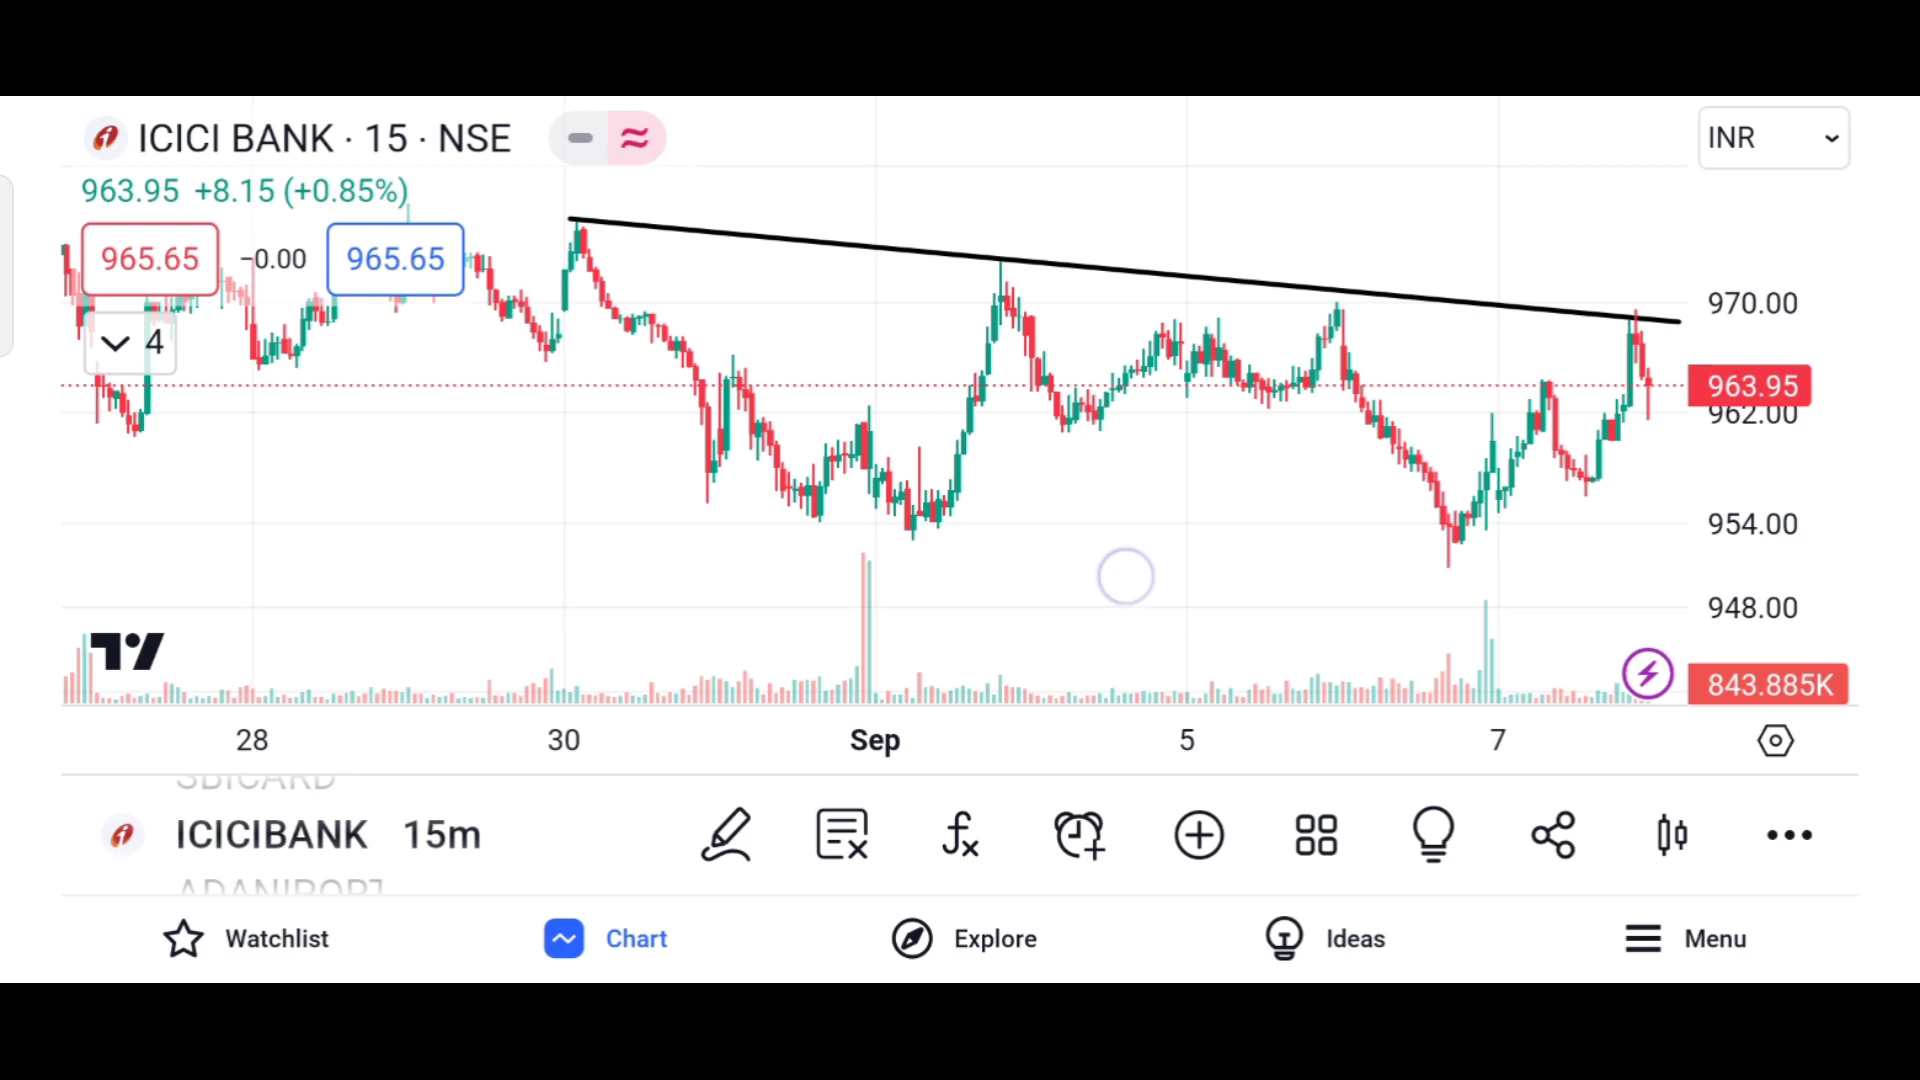 ICICI BANK · 15 · NSE
INR
963.95 +8.15 (+0.85%)
965.65 −0.00 965.65
4
970.00
963.95
962.00
954.00
948.00
843.885K
28 30 Sep 5 7
SBICARD
ICICIBANK 15m
ADANIPORT
Watchlist Chart Explore Ideas Menu